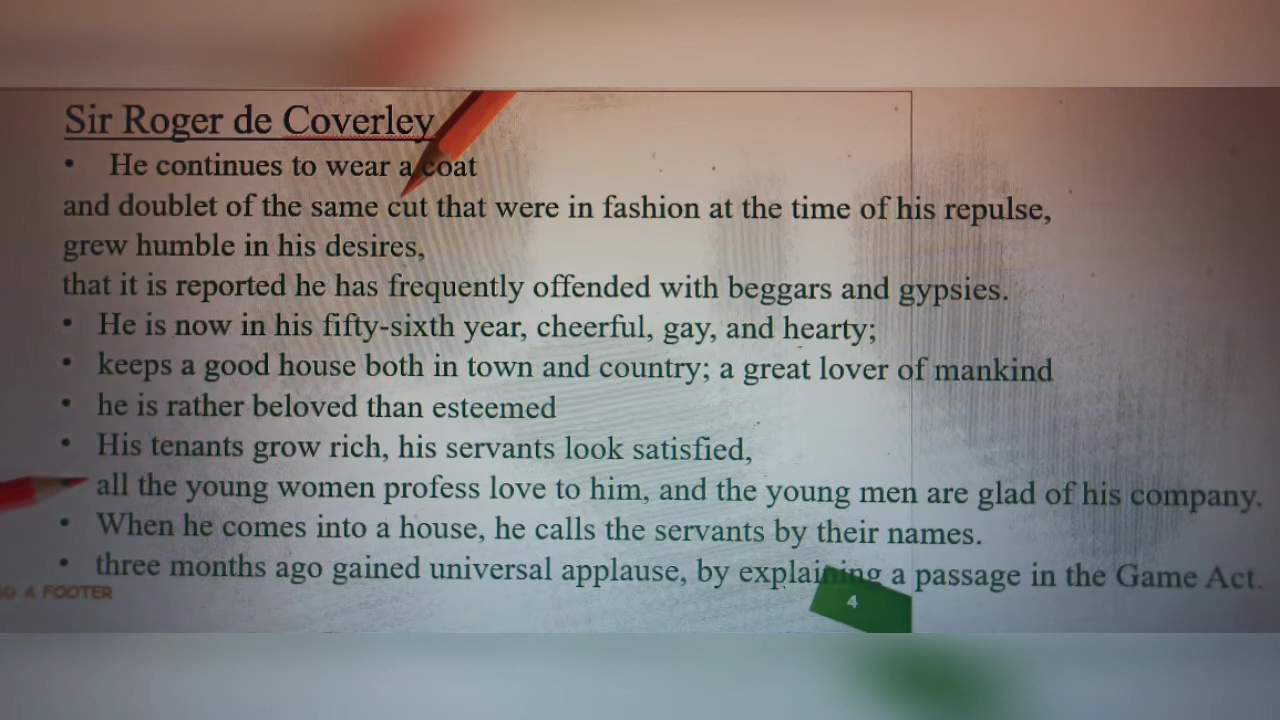 Sir Roger de Coverley
• He continues to wear a coat
and doublet of the same cut that were in fashion at the time of his repulse,
grew humble in his desires,
that it is reported he has frequently offended with beggars and gypsies.
• He is now in his fifty-sixth year, cheerful, gay, and hearty;
• keeps a good house both in town and country; a great lover of mankind
• he is rather beloved than esteemed
• His tenants grow rich, his servants look satisfied,
• all the young women profess love to him, and the young men are glad of his company.
• When he comes into a house, he calls the servants by their names.
• three months ago gained universal applause, by explaining a passage in the Game Act.
A FOOTER
4